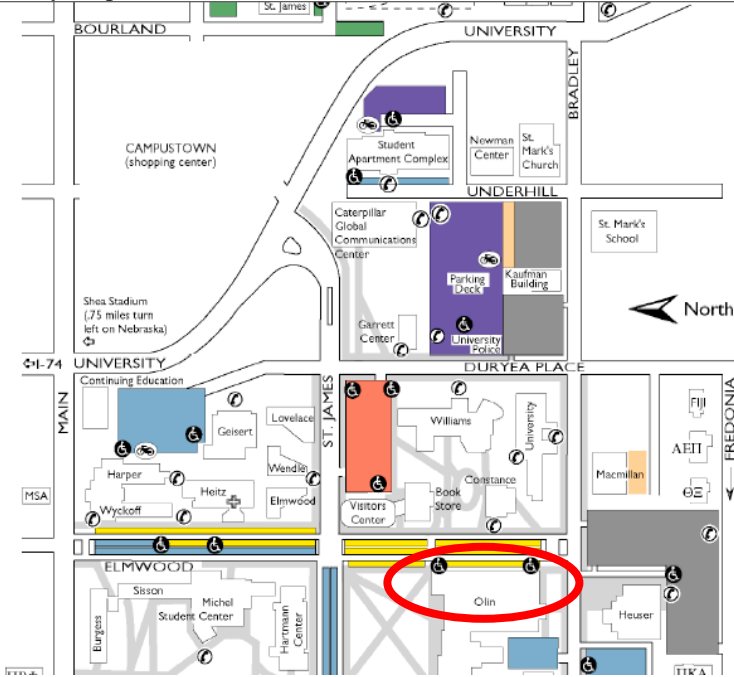 St. James
BOURLAND
UNIVERSITY
BRADLEY
CAMPUSTOWN
(shopping center)
Student
Apartment Complex
Newman
Center
St.
Mark's
Church
UNDERHILL
Caterpillar
Global
Communications
Center
St. Mark's
School
Parking
Deck
Kaufman
Building
North
Shea Stadium
(.75 miles turn
left on Nebraska)
Garrett
Center
University
Police
I-74
UNIVERSITY
DURYEA PLACE
Continuing Education
MAIN
ST. JAMES
FREDONIA
Geisert
Lovelace
Williams
University
FIJI
ΑΕΠ
Harper
Wendle
Heitz
Elmwood
Constance
Book
Store
Macmillan
ΘΞ
MSA
Wyckoff
Visitors
Center
ELMWOOD
Sisson
Michel
Student Center
Burgess
Hartmann
Center
Olin
Heuser
ΠΚΑ